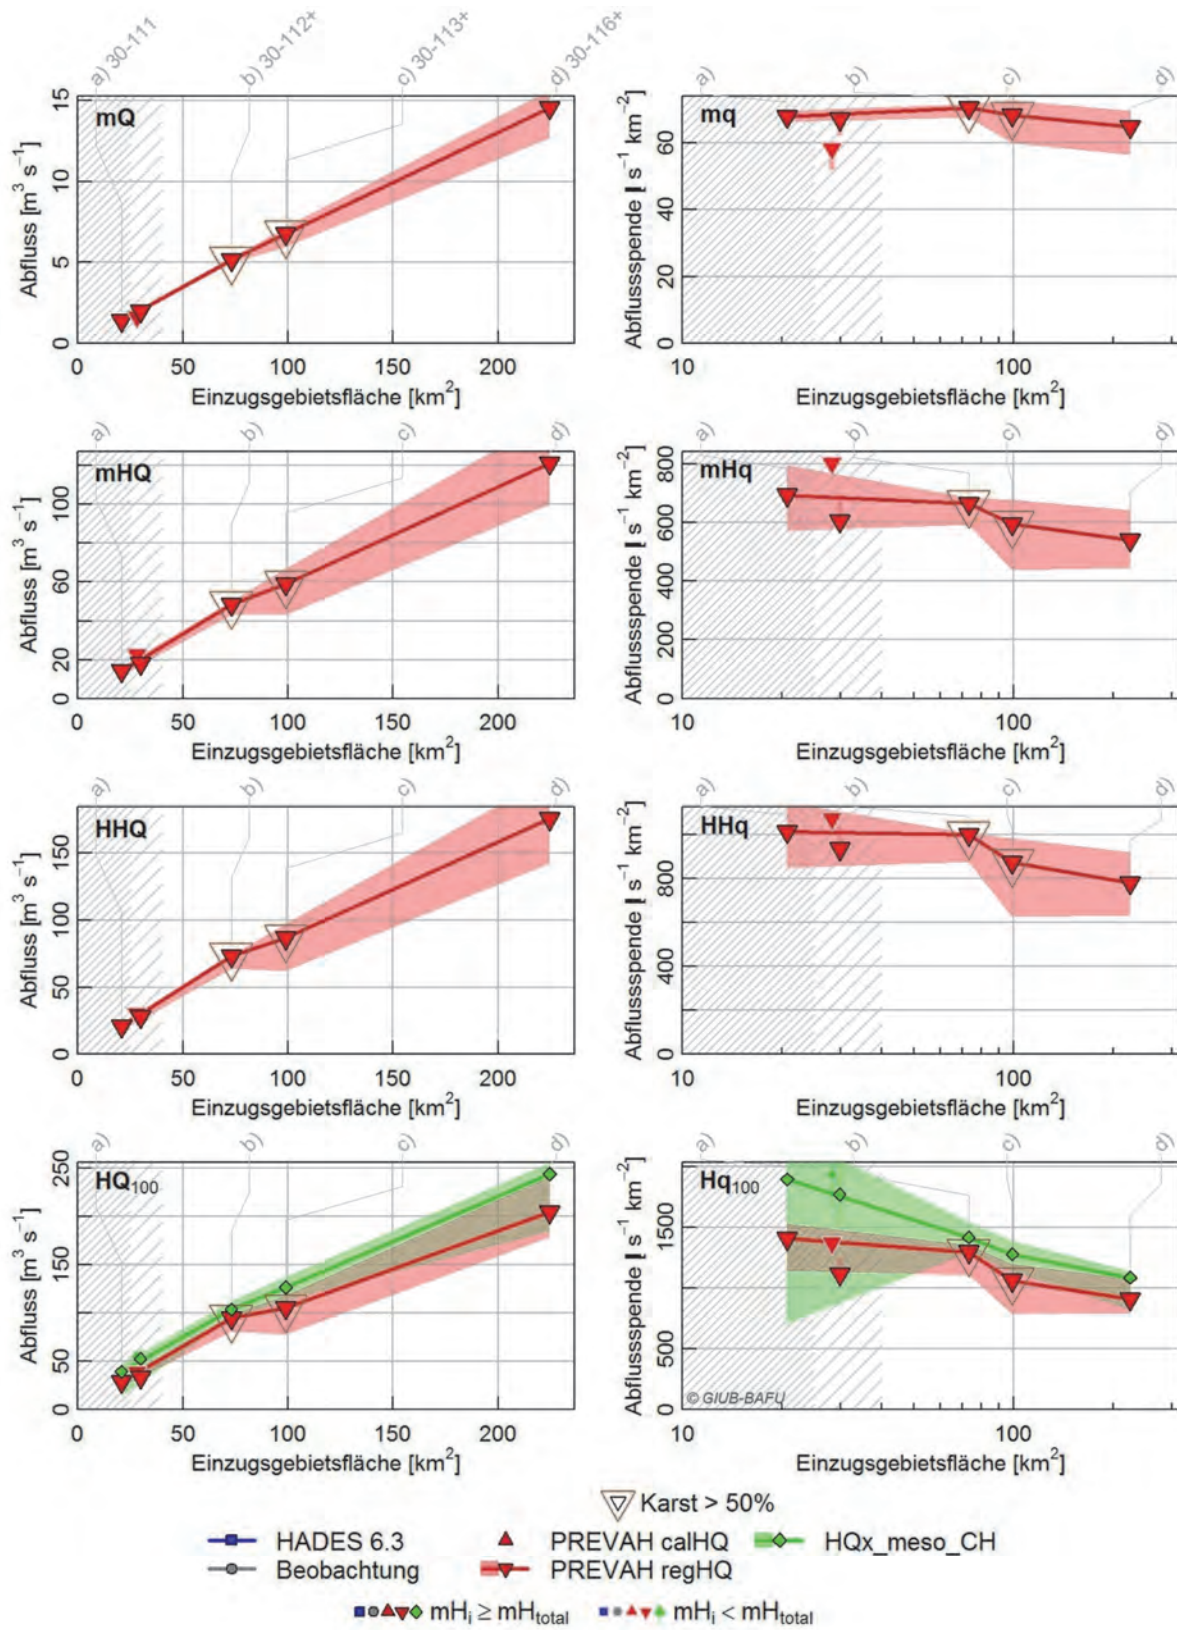 a) 30-111
b) 30-112+
c) 30-113+
d) 30-116+
mQ
Abfluss [m³ s⁻¹]
0 5 10 15
0 50 100 150 200
Einzugsgebietsfläche [km²]
a) b) c) d)
mq
Abflussspende [l s⁻¹ km⁻²]
0 20 40 60
10 100
Einzugsgebietsfläche [km²]
a) b) c) d)
mHQ
Abfluss [m³ s⁻¹]
0 20 60 100
0 50 100 150 200
Einzugsgebietsfläche [km²]
a) b) c) d)
mHq
Abflussspende [l s⁻¹ km⁻²]
0 200 400 600 800
10 100
Einzugsgebietsfläche [km²]
a) b) c) d)
HHQ
Abfluss [m³ s⁻¹]
0 50 100 150
0 50 100 150 200
Einzugsgebietsfläche [km²]
a) b) c) d)
HHq
Abflussspende [l s⁻¹ km⁻²]
0 400 800
10 100
Einzugsgebietsfläche [km²]
a) b) c) d)
HQ₁₀₀
Abfluss [m³ s⁻¹]
0 50 150 250
0 50 100 150 200
Einzugsgebietsfläche [km²]
a) b) c) d)
Hq₁₀₀
Abflussspende [l s⁻¹ km⁻²]
0 500 1500
© GIUB-BAFU
10 100
Einzugsgebietsfläche [km²]
Karst > 50%
HADES 6.3 PREVAH calHQ HQx_meso_CH
Beobachtung PREVAH regHQ
mHᵢ ≥ mHtotal mHᵢ < mHtotal